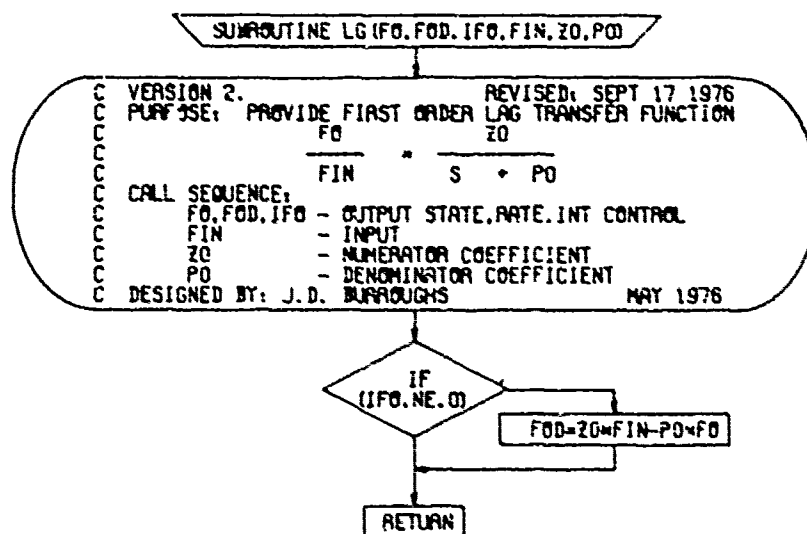 SUBROUTINE LG(FO,FOD,IFO,FIN,ZO,PO)
C VERSION 2. REVISED: SEPT 17 1976
C PURPOSE: PROVIDE FIRST ORDER LAG TRANSFER FUNCTION
C FO ZO
C =
C FIN S + PO
C CALL SEQUENCE:
C FO,FOD,IFO - OUTPUT STATE,RATE,INT CONTROL
C FIN - INPUT
C ZO - NUMERATOR COEFFICIENT
C PO - DENOMINATOR COEFFICIENT
C DESIGNED BY: J.D. BURROUGHS MAY 1976
IF
(IFO.NE.0)
FOD=ZO*FIN-PO*FO
RETURN